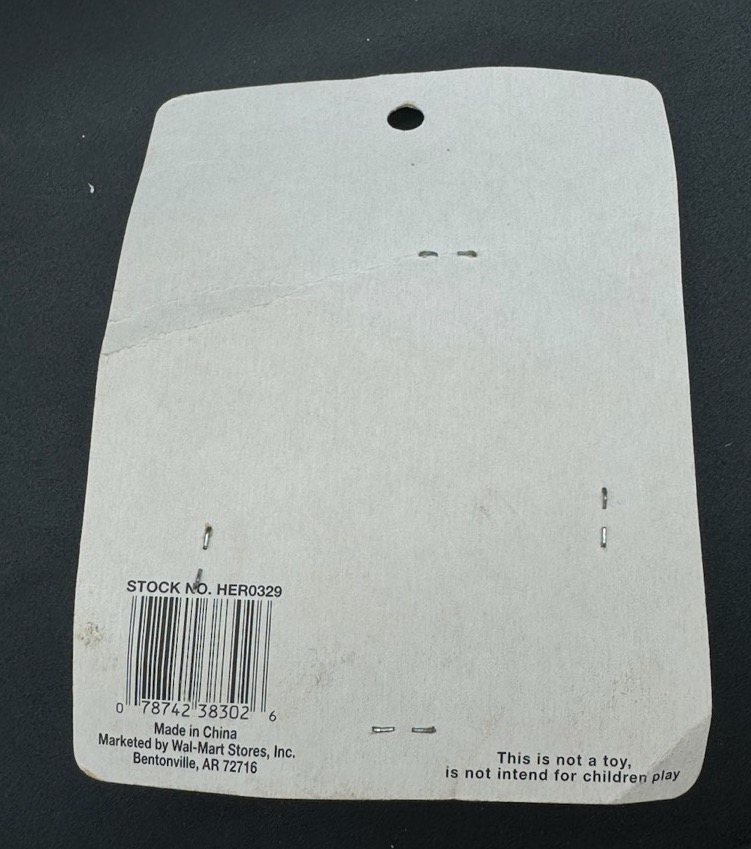 STOCK NO. HER0329
0 78742 38302 6
Made in China
Marketed by Wal-Mart Stores, Inc.
Bentonville, AR 72716
This is not a toy,
is not intend for children play